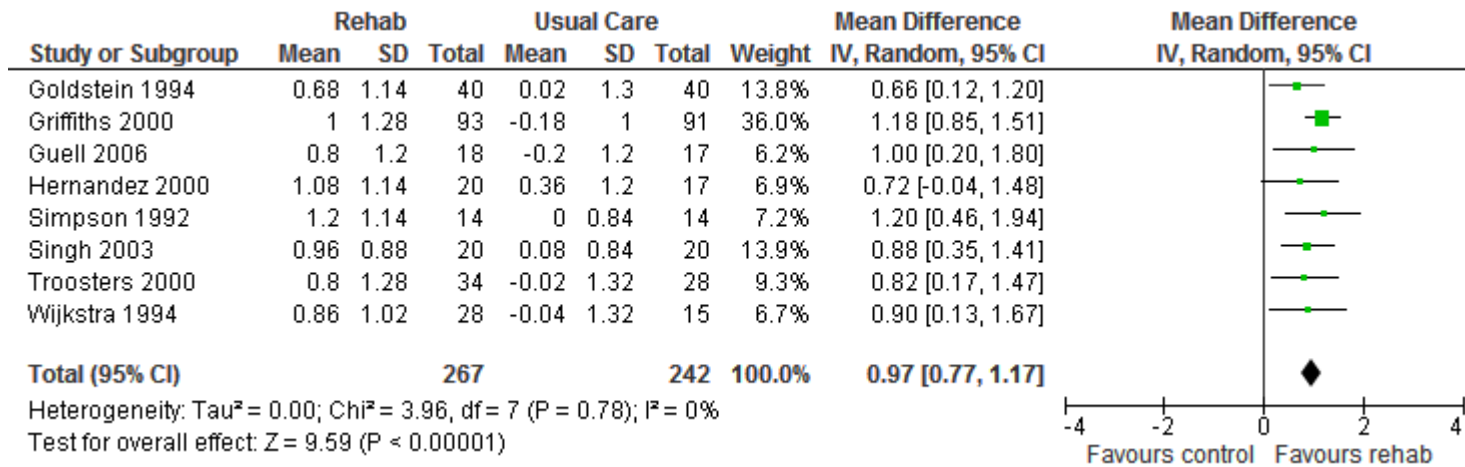 Rehab Usual Care Mean Difference Mean Difference
Study or Subgroup Mean SD Total Mean SD Total Weight IV, Random, 95% CI IV, Random, 95% CI
Goldstein 1994 0.68 1.14 40 0.02 1.3 40 13.8% 0.66 [0.12, 1.20]
Griffiths 2000 1 1.28 93 -0.18 1 91 36.0% 1.18 [0.85, 1.51]
Guell 2006 0.8 1.2 18 -0.2 1.2 17 6.2% 1.00 [0.20, 1.80]
Hernandez 2000 1.08 1.14 20 0.36 1.2 17 6.9% 0.72 [-0.04, 1.48]
Simpson 1992 1.2 1.14 14 0 0.84 14 7.2% 1.20 [0.46, 1.94]
Singh 2003 0.96 0.88 20 0.08 0.84 20 13.9% 0.88 [0.35, 1.41]
Troosters 2000 0.8 1.28 34 -0.02 1.32 28 9.3% 0.82 [0.17, 1.47]
Wijkstra 1994 0.86 1.02 28 -0.04 1.32 15 6.7% 0.90 [0.13, 1.67]
Total (95% CI) 267 242 100.0% 0.97 [0.77, 1.17]
Heterogeneity: Tau² = 0.00; Chi² = 3.96, df = 7 (P = 0.78); I² = 0%
Test for overall effect: Z = 9.59 (P < 0.00001)
-4 -2 0 2 4
Favours control Favours rehab